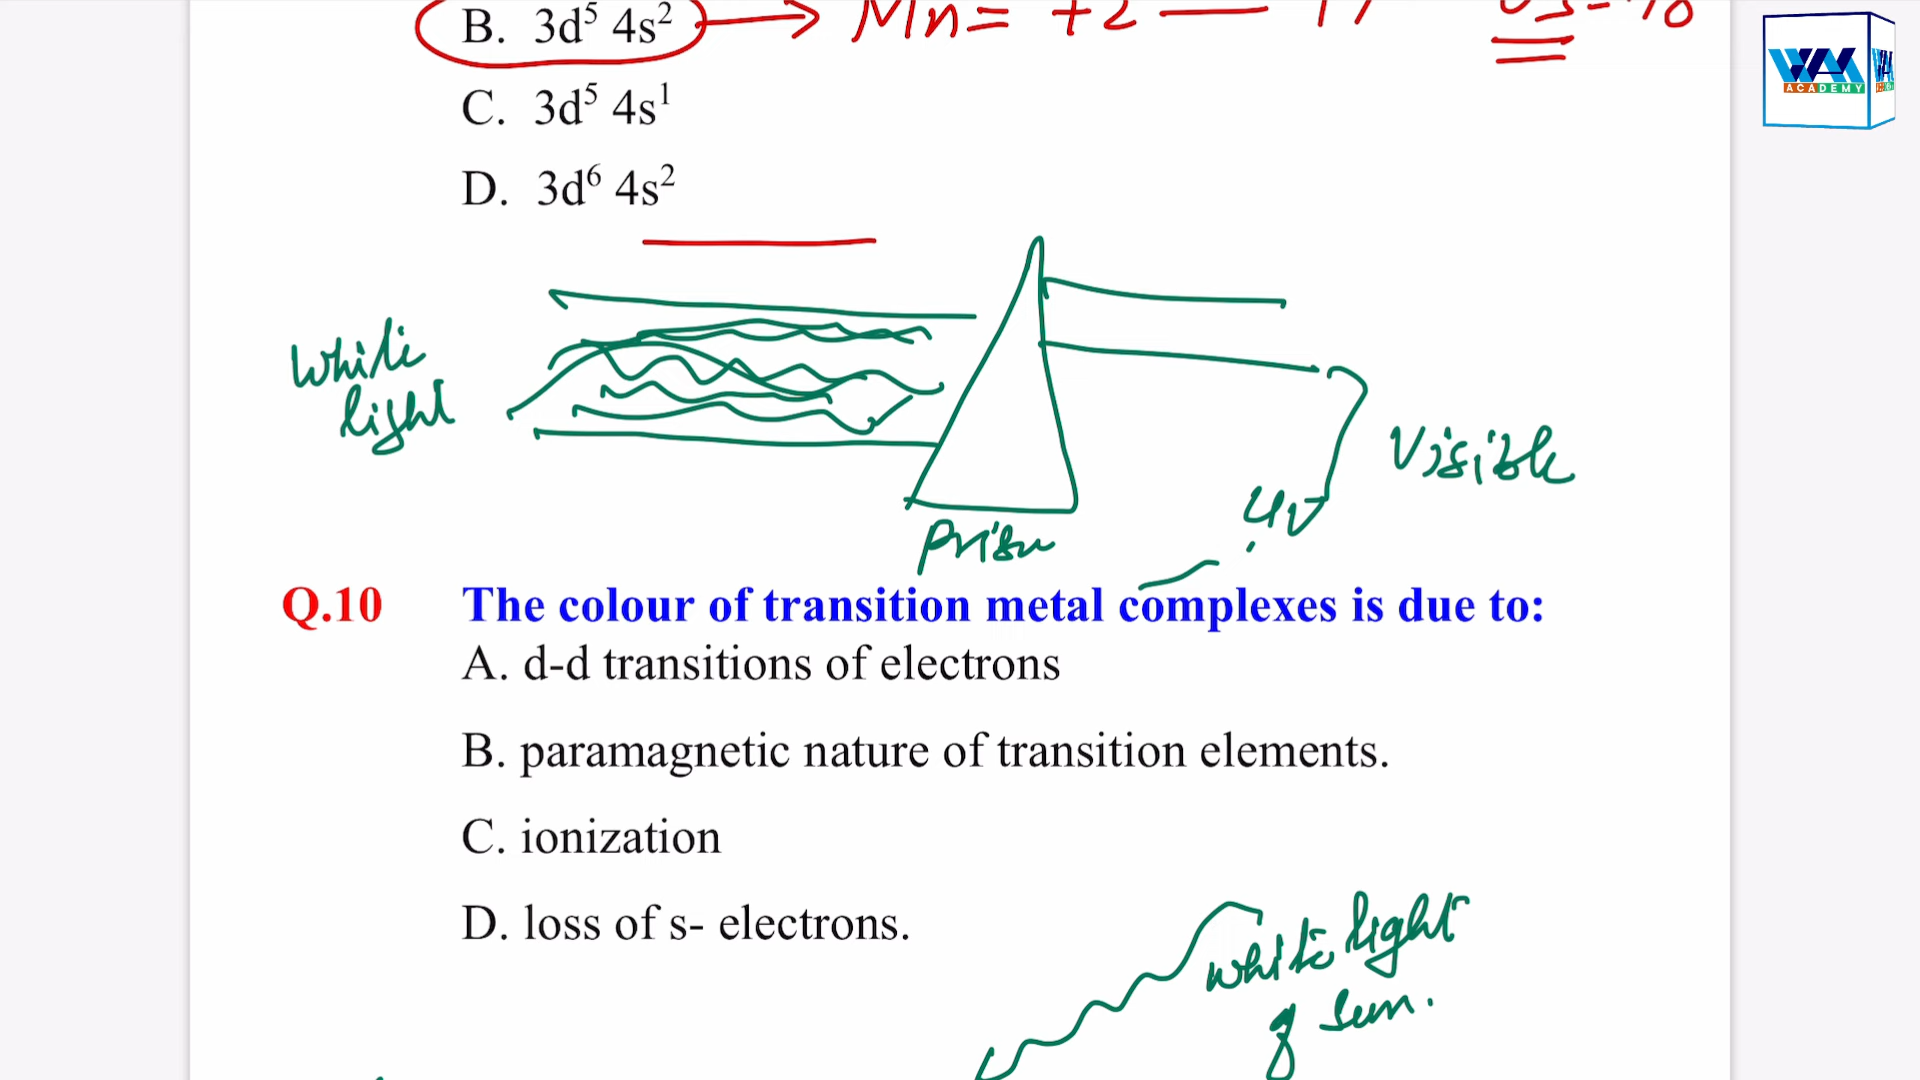 B. 3d⁵ 4s² Mn = +2
C. 3d⁵ 4s¹
D. 3d⁶ 4s²
WAM
ACADEMY
White
light
Visible
UV
Prism
Q.10 The colour of transition metal complexes is due to:
A. d-d transitions of electrons
B. paramagnetic nature of transition elements.
C. ionization
D. loss of s- electrons.
white light
of sun.